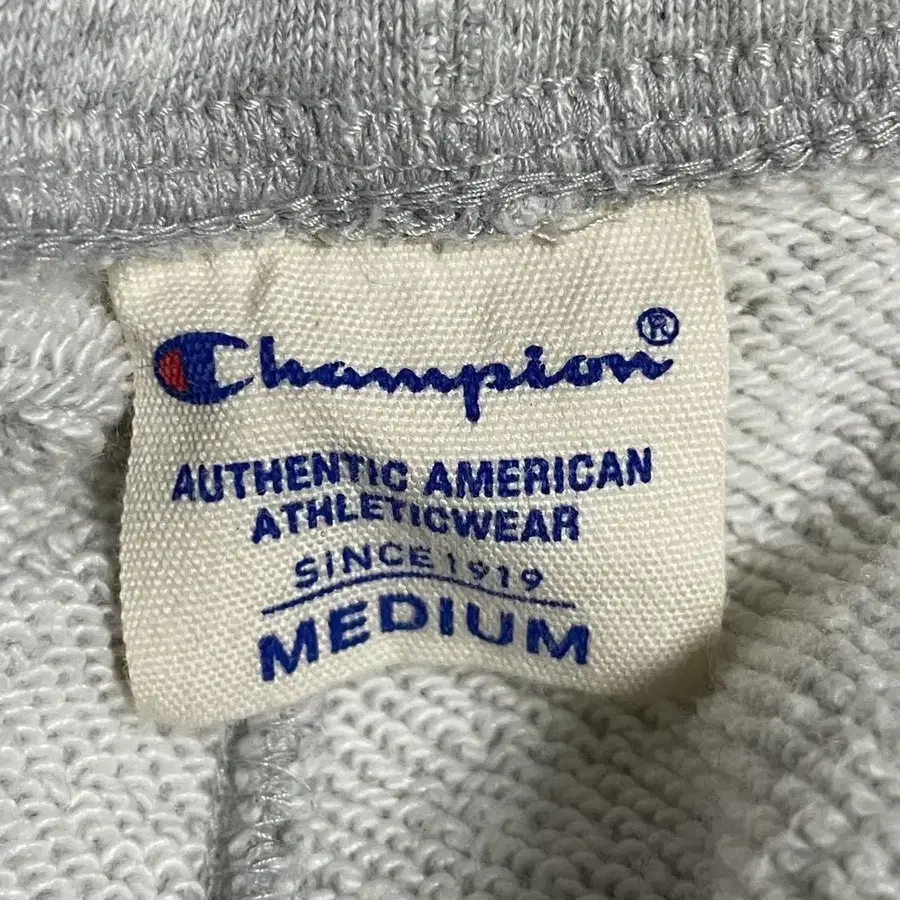 Champion®
AUTHENTIC AMERICAN
ATHLETICWEAR
SINCE 1919
MEDIUM